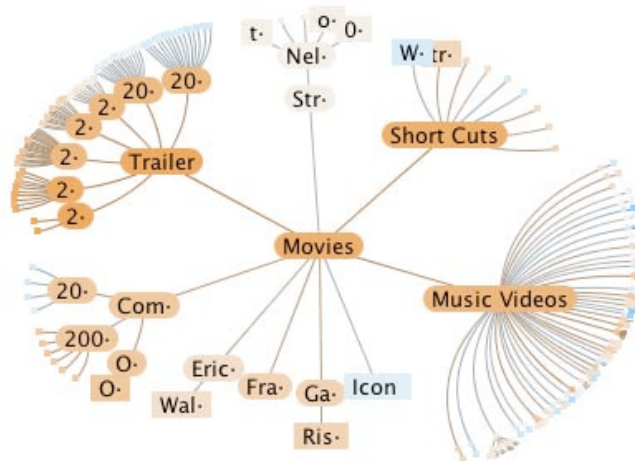 t·
o·
0·
Nel·
Str·
W·
tr·
Short Cuts
20·
20·
2·
2·
2·
2·
2·
Trailer
Movies
Music Videos
20·
Com·
200·
O·
O·
Eric·
Wal·
Fra·
Ga·
Ris·
Icon